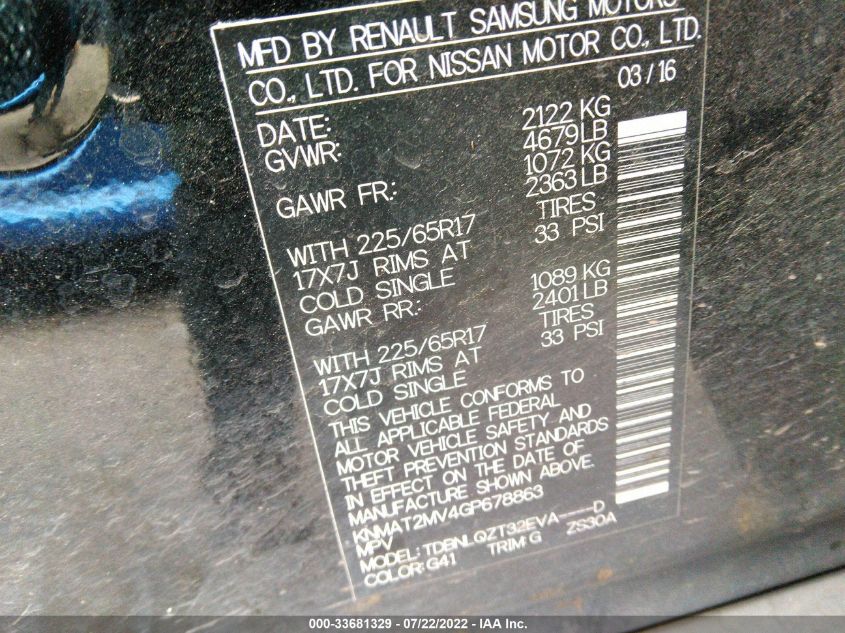 MFD BY RENAULT SAMSUNG MOTORS
CO., LTD. FOR NISSAN MOTOR CO., LTD.
DATE: 03/16
GVWR: 2122 KG
4679 LB
GAWR FR.: 1072 KG
2363 LB
WITH 225/65R17 TIRES
17X7J RIMS AT 33 PSI
COLD SINGLE
GAWR RR.: 1089 KG
2401 LB
WITH 225/65R17 TIRES
17X7J RIMS AT 33 PSI
COLD SINGLE
THIS VEHICLE CONFORMS TO
ALL APPLICABLE FEDERAL
MOTOR VEHICLE SAFETY AND
THEFT PREVENTION STANDARDS
IN EFFECT ON THE DATE OF
MANUFACTURE SHOWN ABOVE.
KNMAT2MV4GP678863
MPV
MODEL: TDBNLQZT32EVA----D
COLOR: G41 TRIM: G ZS30A
000-33681329 / 07/22/2022 - IAA Inc.